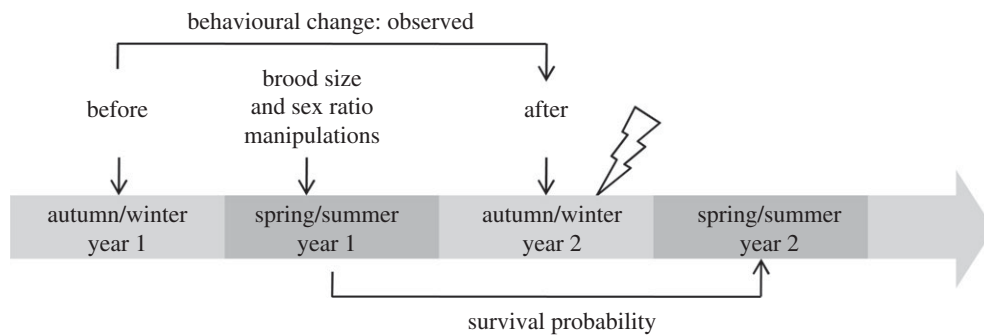 behavioural change: observed
before
brood size
and sex ratio
manipulations
after
autumn/winter
year 1
spring/summer
year 1
autumn/winter
year 2
spring/summer
year 2
survival probability